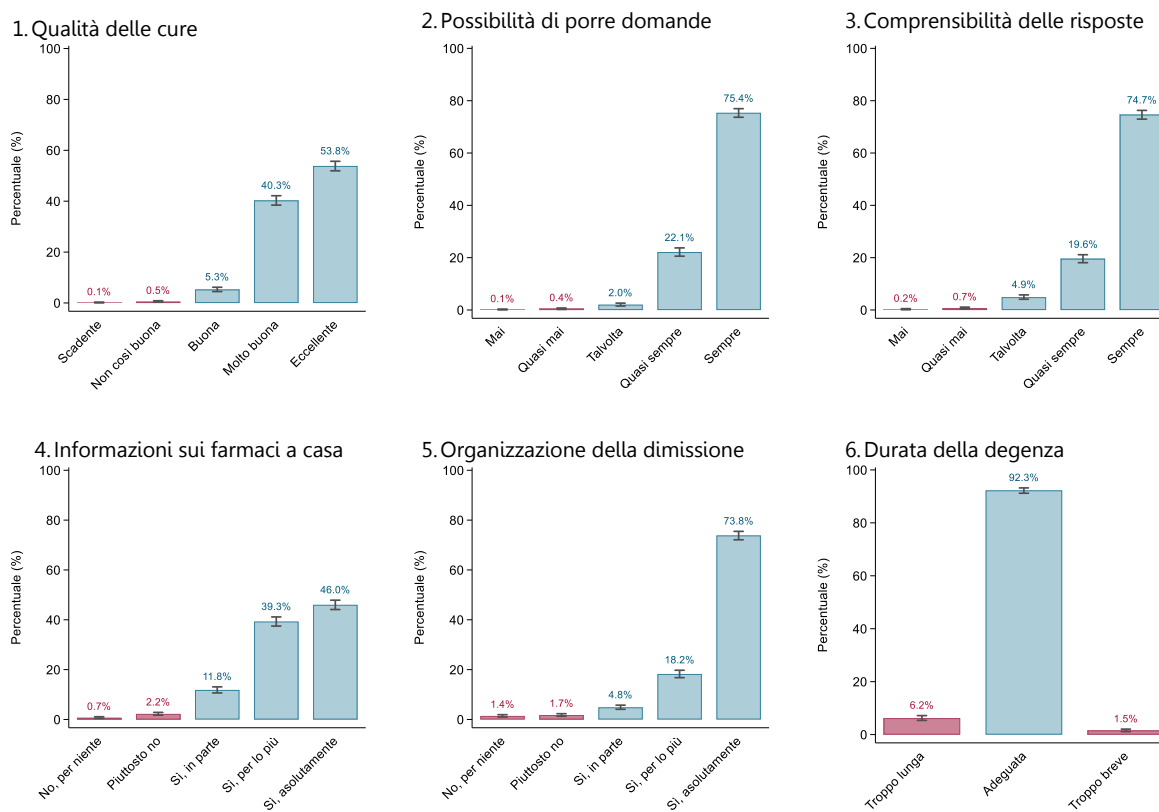 1. Qualità delle cure
Percentuale (%)
100
80
60
40
20
0
0.1%
0.5%
5.3%
40.3%
53.8%
Scadente
Non così buona
Buona
Molto buona
Eccellente
2. Possibilità di porre domande
Percentuale (%)
100
80
60
40
20
0
0.1%
0.4%
2.0%
22.1%
75.4%
Mai
Quasi mai
Talvolta
Quasi sempre
Sempre
3. Comprensibilità delle risposte
Percentuale (%)
100
80
60
40
20
0
0.2%
0.7%
4.9%
19.6%
74.7%
Mai
Quasi mai
Talvolta
Quasi sempre
Sempre
4. Informazioni sui farmaci a casa
Percentuale (%)
100
80
60
40
20
0
0.7%
2.2%
11.8%
39.3%
46.0%
No, per niente
Piuttosto no
Sì, in parte
Sì, per lo più
Sì, asolutamente
5. Organizzazione della dimissione
Percentuale (%)
100
80
60
40
20
0
1.4%
1.7%
4.8%
18.2%
73.8%
No, per niente
Piuttosto no
Sì, in parte
Sì, per lo più
Sì, asolutamente
6. Durata della degenza
Percentuale (%)
100
80
60
40
20
0
6.2%
92.3%
1.5%
Troppo lunga
Adeguata
Troppo breve